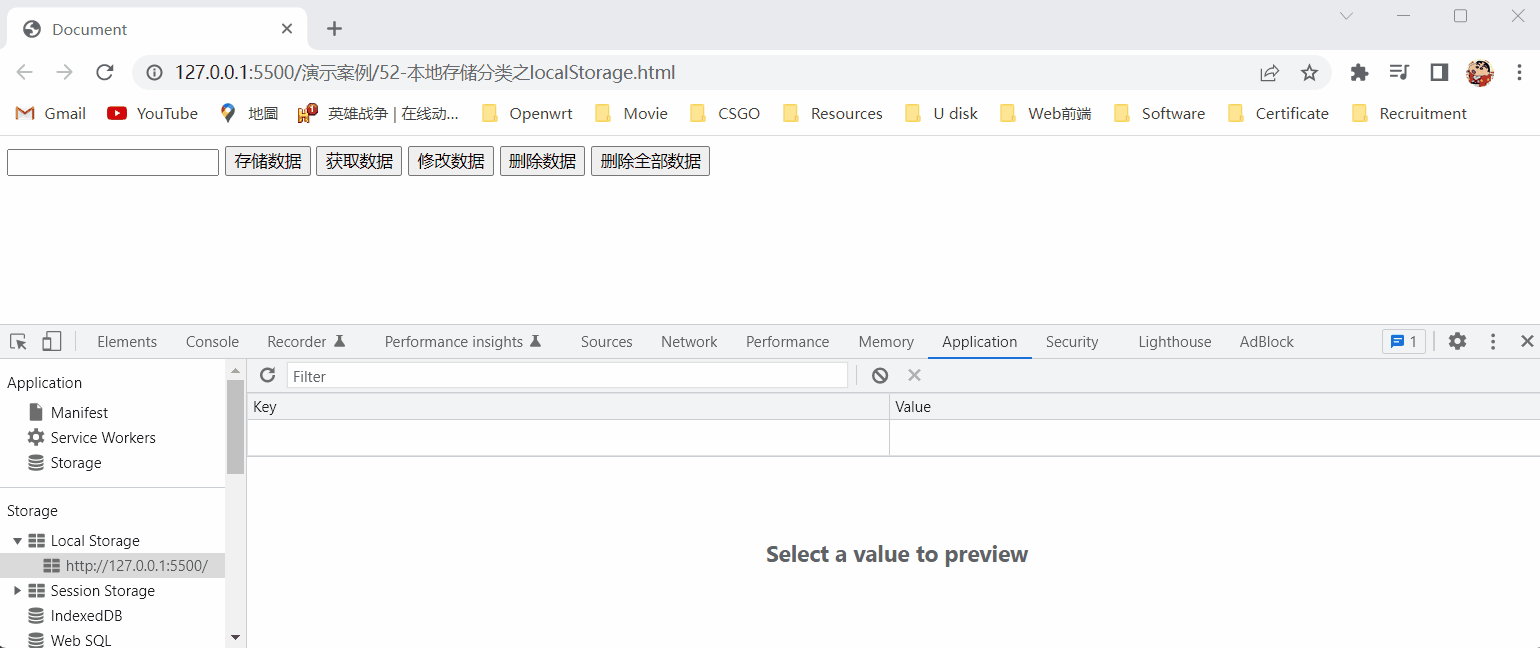 Document
127.0.0.1:5500/演示案例/52-本地存储分类之localStorage.html
Gmail YouTube 地圖 英雄战争 | 在线动... Openwrt Movie CSGO Resources U disk Web前端 Software Certificate Recruitment
存储数据 获取数据 修改数据 删除数据 删除全部数据
Elements Console Recorder Performance insights Sources Network Performance Memory Application Security Lighthouse AdBlock 1
Filter
Application
Manifest
Service Workers
Storage
Storage
Local Storage
http://127.0.0.1:5500/
Session Storage
IndexedDB
Web SQL
Key Value
Select a value to preview